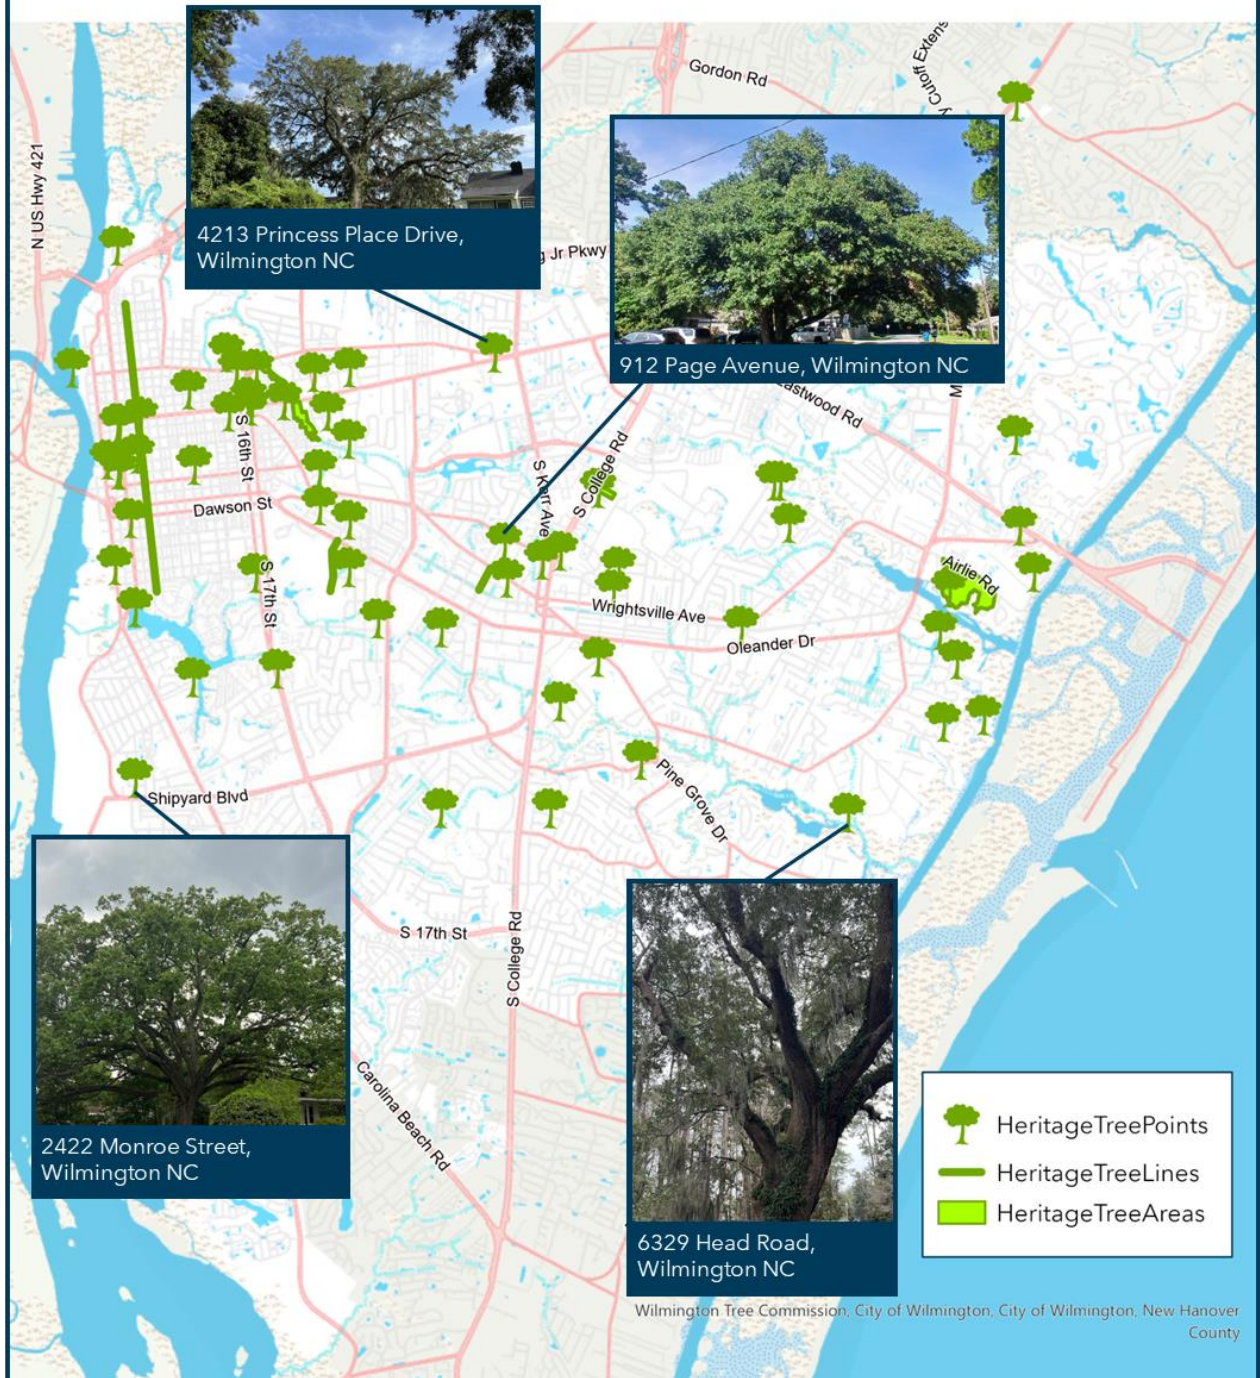 Gordon Rd
y Cutoff Extens
N US Hwy 421
4213 Princess Place Drive,
Wilmington NC
g Jr Pkwy
912 Page Avenue, Wilmington NC
M
astwood Rd
S 16th St
S Kerr Ave
S College Rd
Dawson St
S 17th St
Airlie Rd
Wrightsville Ave
Oleander Dr
Shipyard Blvd
Pine Grove Dr
S 17th St
S College Rd
Carolina Beach Rd
2422 Monroe Street,
Wilmington NC
6329 Head Road,
Wilmington NC
HeritageTreePoints
HeritageTreeLines
HeritageTreeAreas
Wilmington Tree Commission, City of Wilmington, City of Wilmington, New Hanover
County